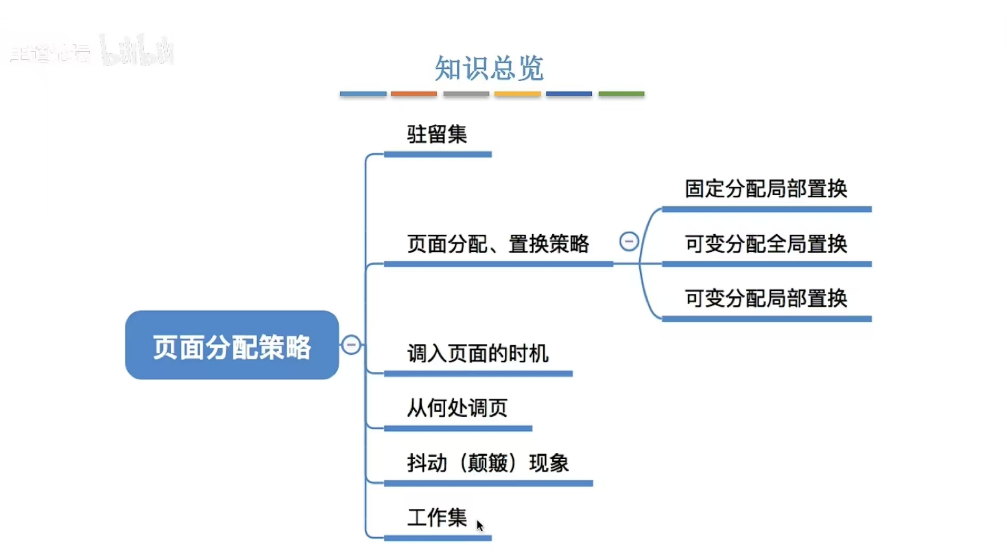 知识总览
驻留集
固定分配局部置换
页面分配、置换策略
可变分配全局置换
可变分配局部置换
页面分配策略
调入页面的时机
从何处调页
抖动（颠簸）现象
工作集